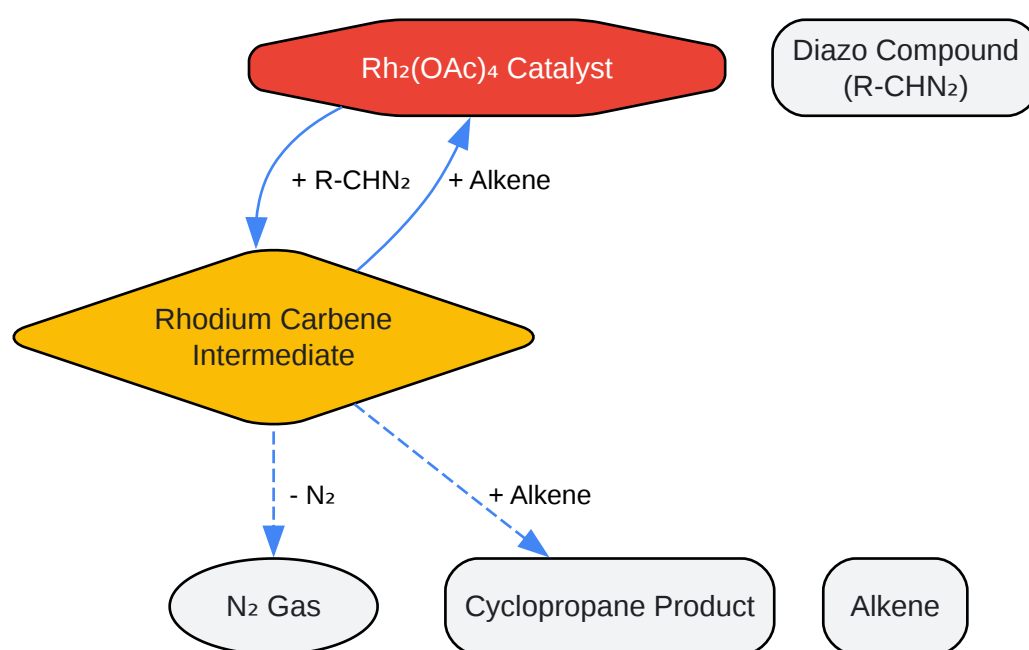 Rh₂(OAc)₄ Catalyst
Diazo Compound
(R-CHN₂)
+ R-CHN₂
+ Alkene
Rhodium Carbene
Intermediate
- N₂
+ Alkene
N₂ Gas
Cyclopropane Product
Alkene